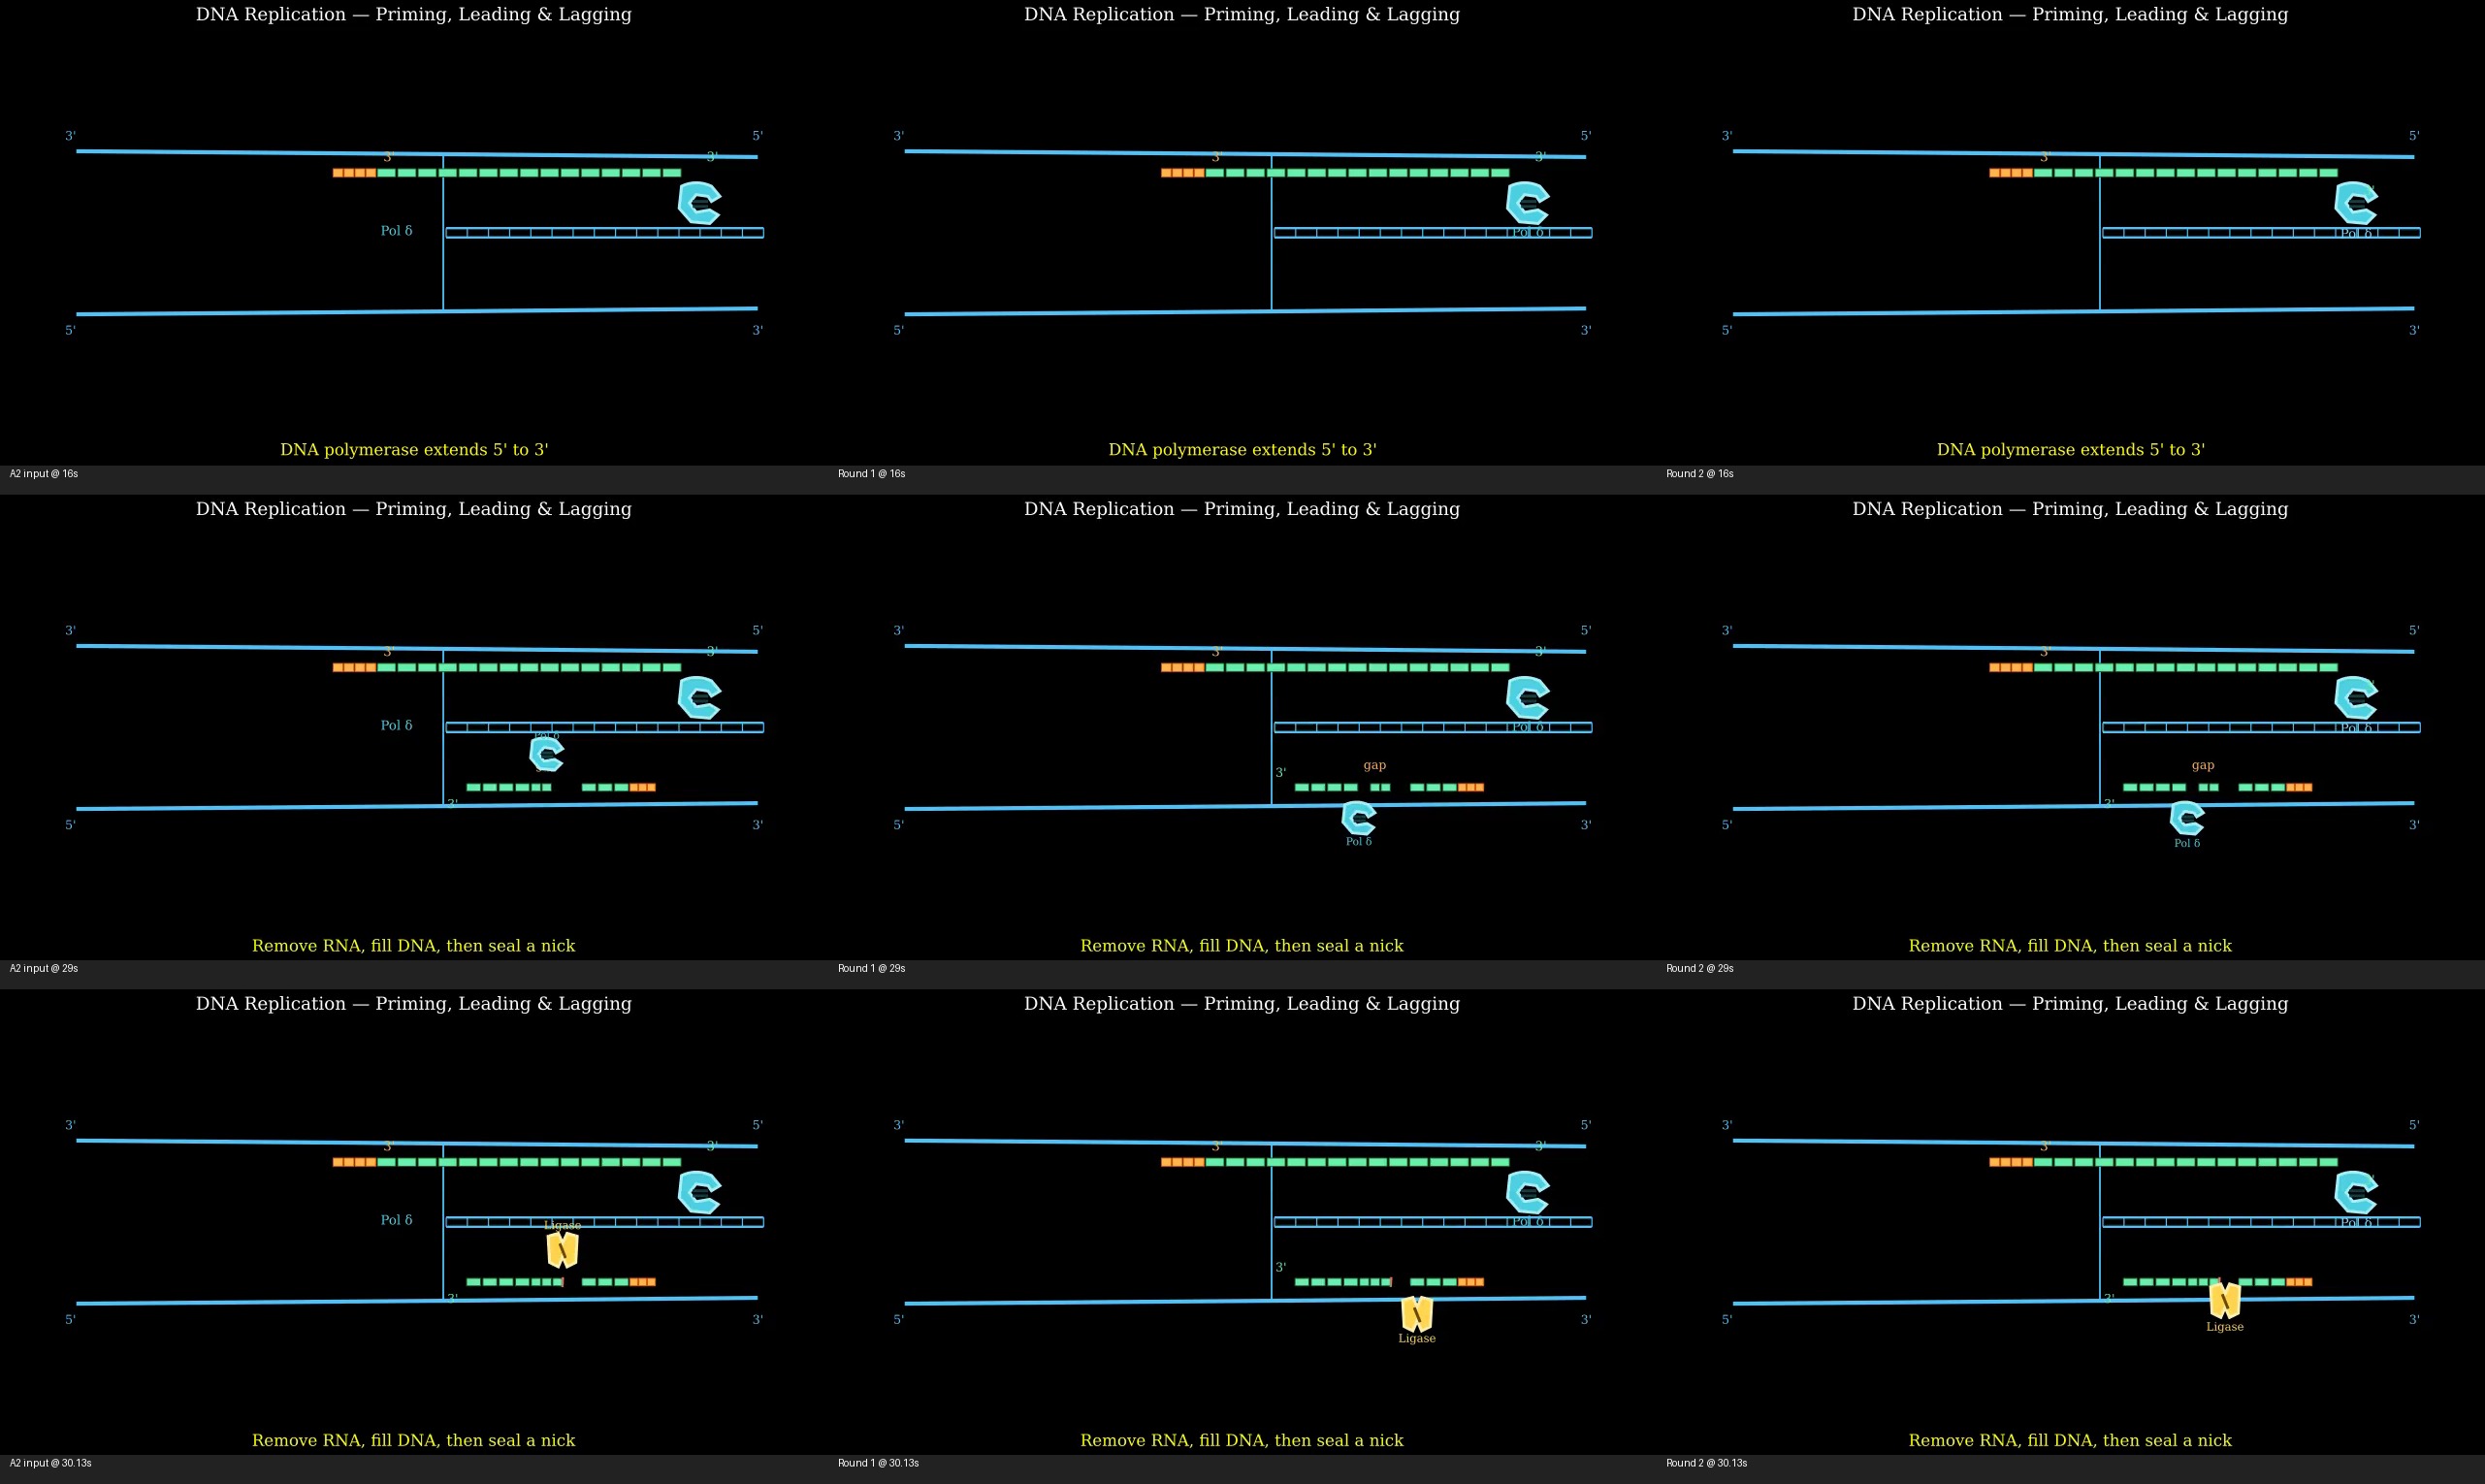 DNA Replication — Priming, Leading & Lagging
3' 5'
3' 3'
Pol δ
5' 3'
DNA polymerase extends 5' to 3'
A2 input @ 16s
DNA Replication — Priming, Leading & Lagging
3' 5'
3' 3'
Pol δ
5' 3'
DNA polymerase extends 5' to 3'
Round 1 @ 16s
DNA Replication — Priming, Leading & Lagging
3' 5'
3'
Pol δ
5' 3'
DNA polymerase extends 5' to 3'
Round 2 @ 16s
DNA Replication — Priming, Leading & Lagging
3' 5'
3' 3'
Pol δ
Pol δ
3'
5' 3'
Remove RNA, fill DNA, then seal a nick
A2 input @ 29s
DNA Replication — Priming, Leading & Lagging
3' 5'
3' 3'
Pol δ
gap
3'
5' 3'
Pol δ
Remove RNA, fill DNA, then seal a nick
Round 1 @ 29s
DNA Replication — Priming, Leading & Lagging
3' 5'
3'
Pol δ
gap
3'
5' 3'
Pol δ
Remove RNA, fill DNA, then seal a nick
Round 2 @ 29s
DNA Replication — Priming, Leading & Lagging
3' 5'
3' 3'
Pol δ
Ligase
3'
5' 3'
Remove RNA, fill DNA, then seal a nick
A2 input @ 30.13s
DNA Replication — Priming, Leading & Lagging
3' 5'
3' 3'
Pol δ
3'
5' 3'
Ligase
Remove RNA, fill DNA, then seal a nick
Round 1 @ 30.13s
DNA Replication — Priming, Leading & Lagging
3' 5'
3'
Pol δ
3'
5' 3'
Ligase
Remove RNA, fill DNA, then seal a nick
Round 2 @ 30.13s